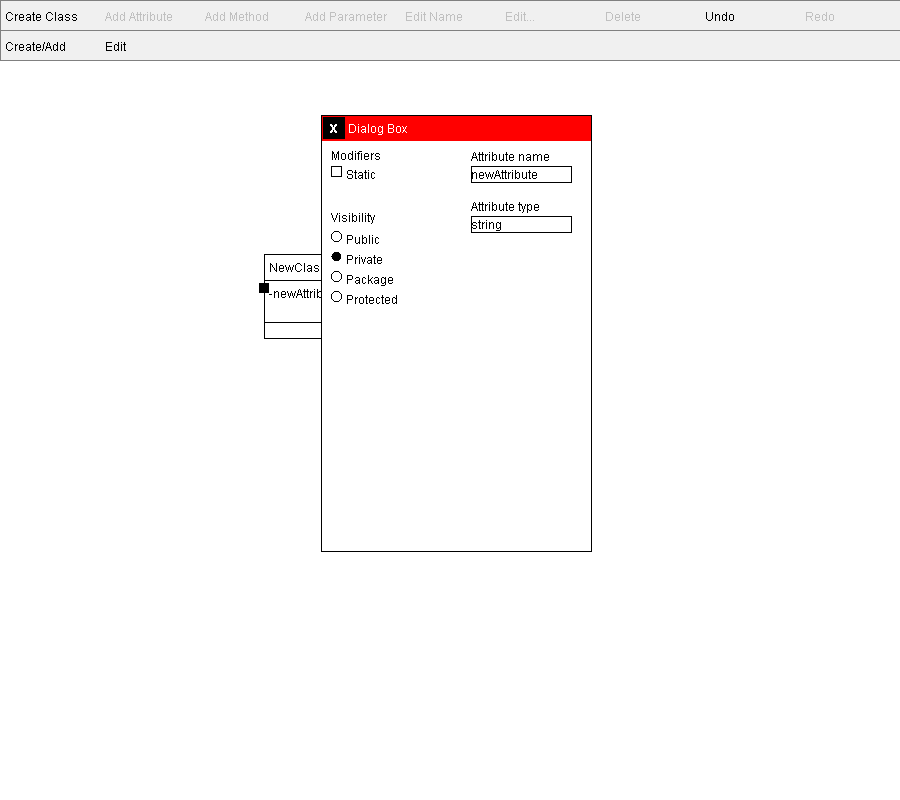 Create Class Add Attribute Add Method Add Parameter Edit Name Edit... Delete Undo Redo
Create/Add Edit
X Dialog Box
Modifiers
Static
Visibility
Public
Private
Package
Protected
Attribute name
newAttribute
Attribute type
string
NewClas
-newAttrib